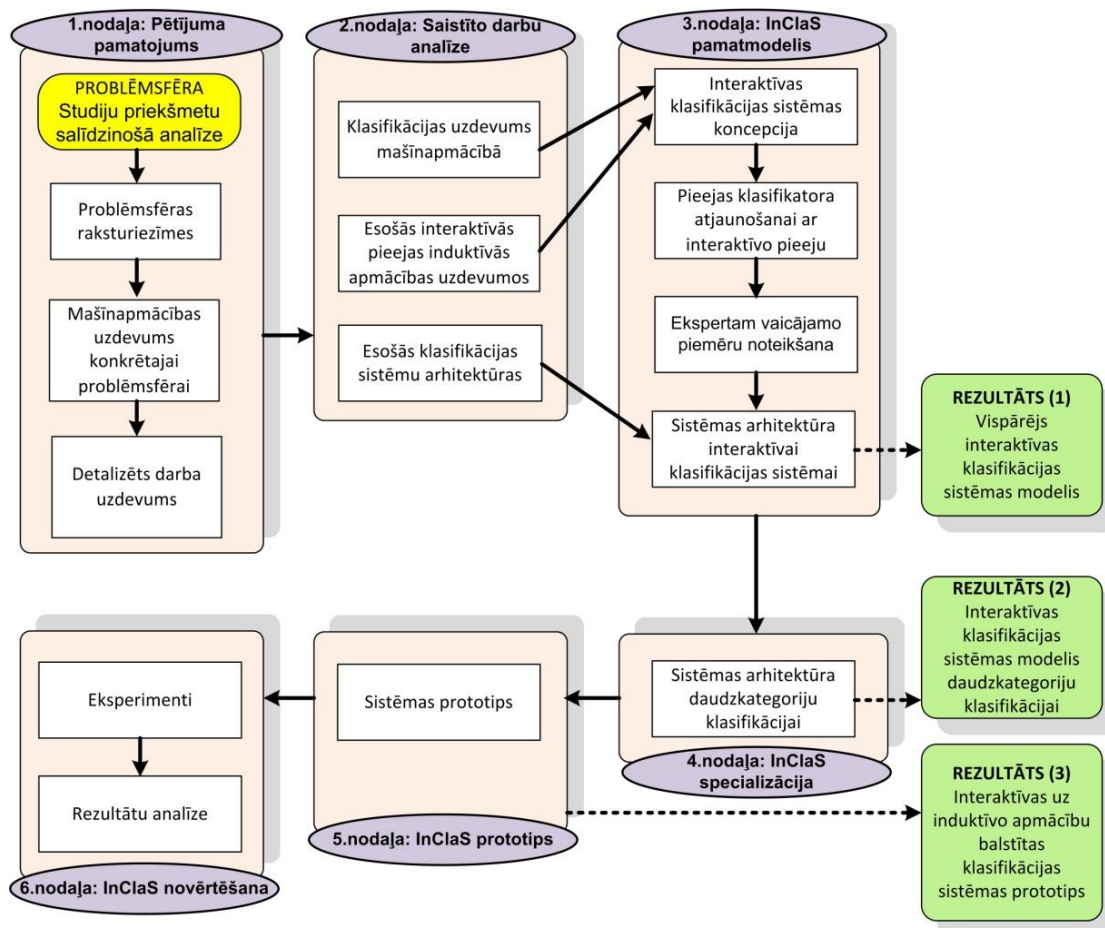 1.nodaļa: Pētījuma
pamatojums
PROBLĒMSFĒRA
Studiju priekšmetu
salīdzinošā analīze
Problēmsfēras
raksturiezīmes
Mašīnapmācības
uzdevums
konkrētajai
problēmsfērai
Detalizēts darba
uzdevums
2.nodaļa: Saistīto darbu
analīze
Klasifikācijas uzdevums
mašīnapmācībā
Esošās interaktīvās
pieejas induktīvās
apmācības uzdevumos
Esošās klasifikācijas
sistēmu arhitektūras
3.nodaļa: InClaS
pamatmodelis
Interaktīvas
klasifikācijas sistēmas
koncepcija
Pieejas klasifikatora
atjaunošanai ar
interaktīvo pieeju
Ekspertam vaicājamo
piemēru noteikšana
Sistēmas arhitektūra
interaktīvai
klasifikācijas sistēmai
REZULTĀTS (1)
Vispārējs
interaktīvas
klasifikācijas
sistēmas modelis
REZULTĀTS (2)
Interaktīvas
klasifikācijas
sistēmas modelis
daudzkategoriju
klasifikācijai
Sistēmas arhitektūra
daudzkategoriju
klasifikācijai
4.nodaļa: InClaS
specializācija
Sistēmas prototips
5.nodaļa: InClaS prototips
REZULTĀTS (3)
Interaktīvas uz
induktīvo apmācību
balstītas
klasifikācijas
sistēmas prototips
Eksperimenti
Rezultātu analīze
6.nodaļa: InClaS novērtēšana